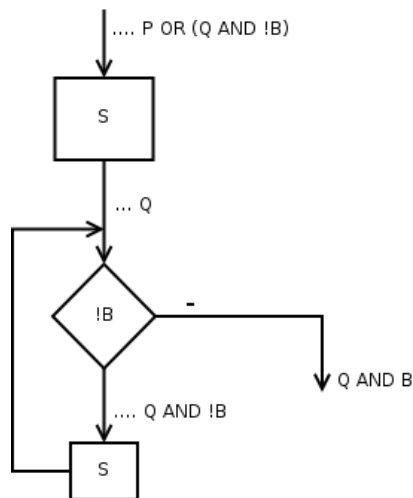 .... P OR (Q AND !B)
S
... Q
!B
-
Q AND B
.... Q AND !B
S